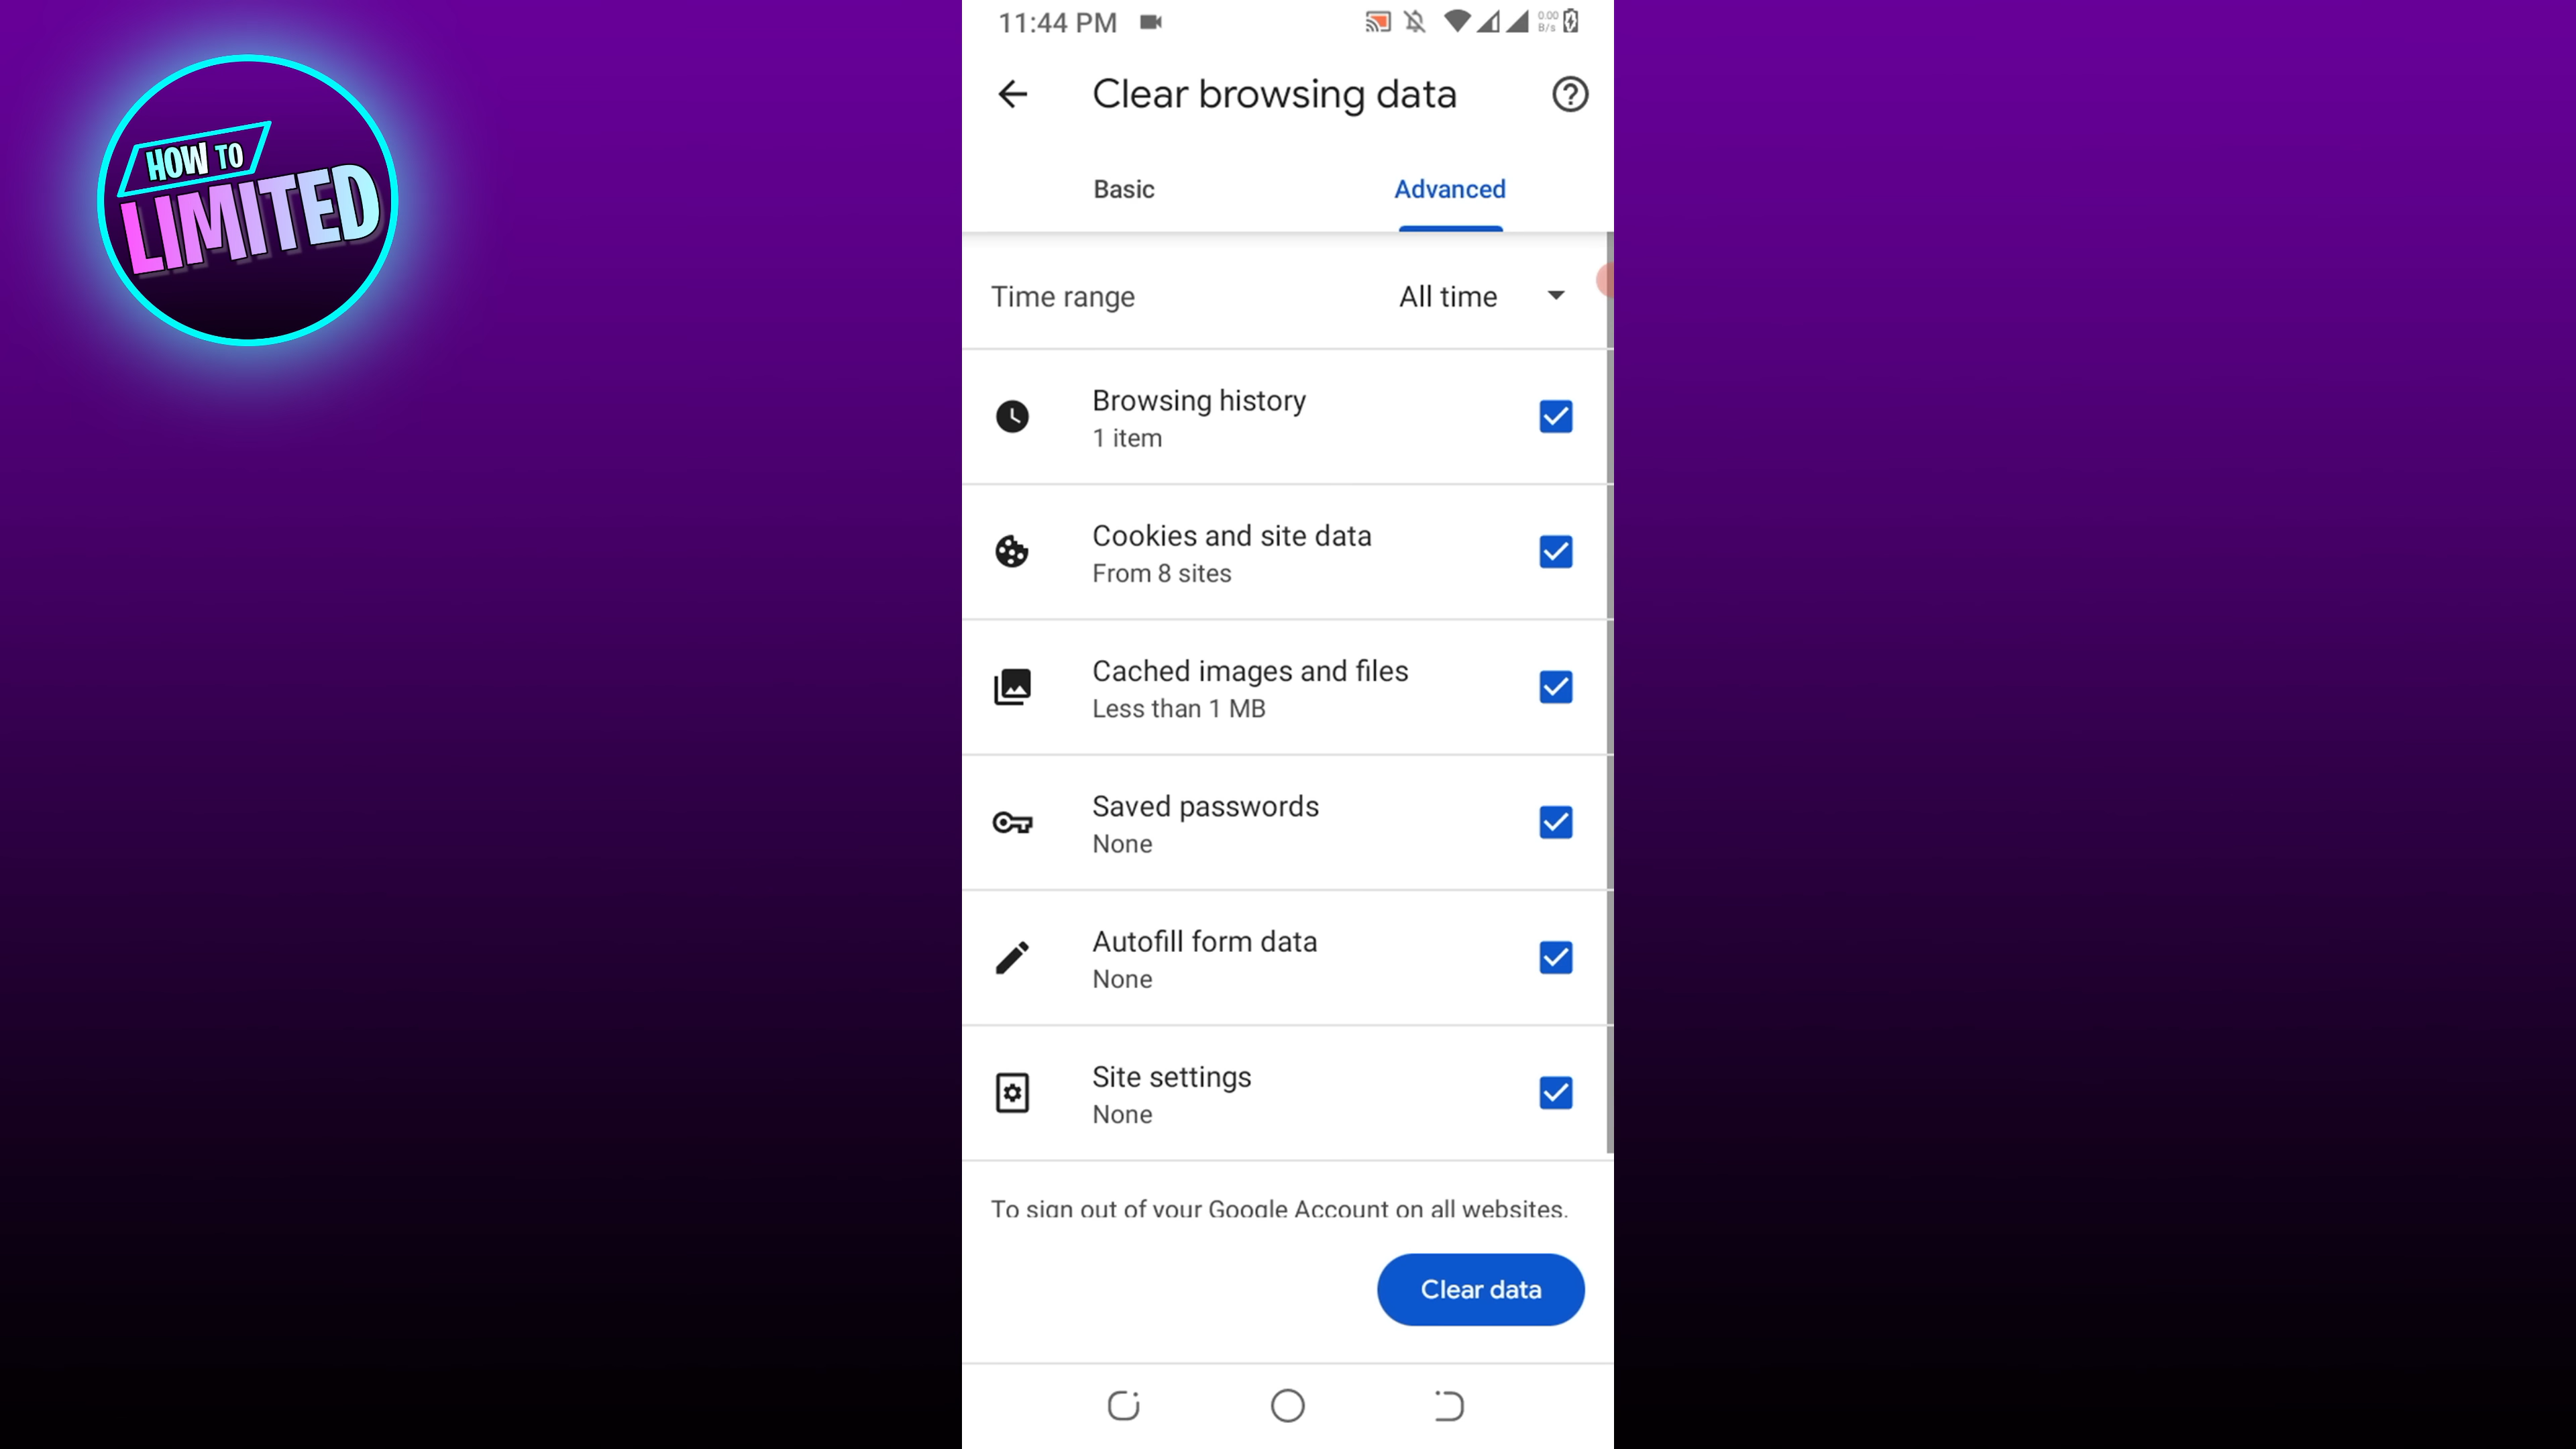 HOW TO
LIMITED
11:44 PM
0.00
B/s
Clear browsing data
Basic
Advanced
Time range
All time
Browsing history
1 item
Cookies and site data
From 8 sites
Cached images and files
Less than 1 MB
Saved passwords
None
Autofill form data
None
Site settings
None
To sign out of your Google Account on all websites,
Clear data